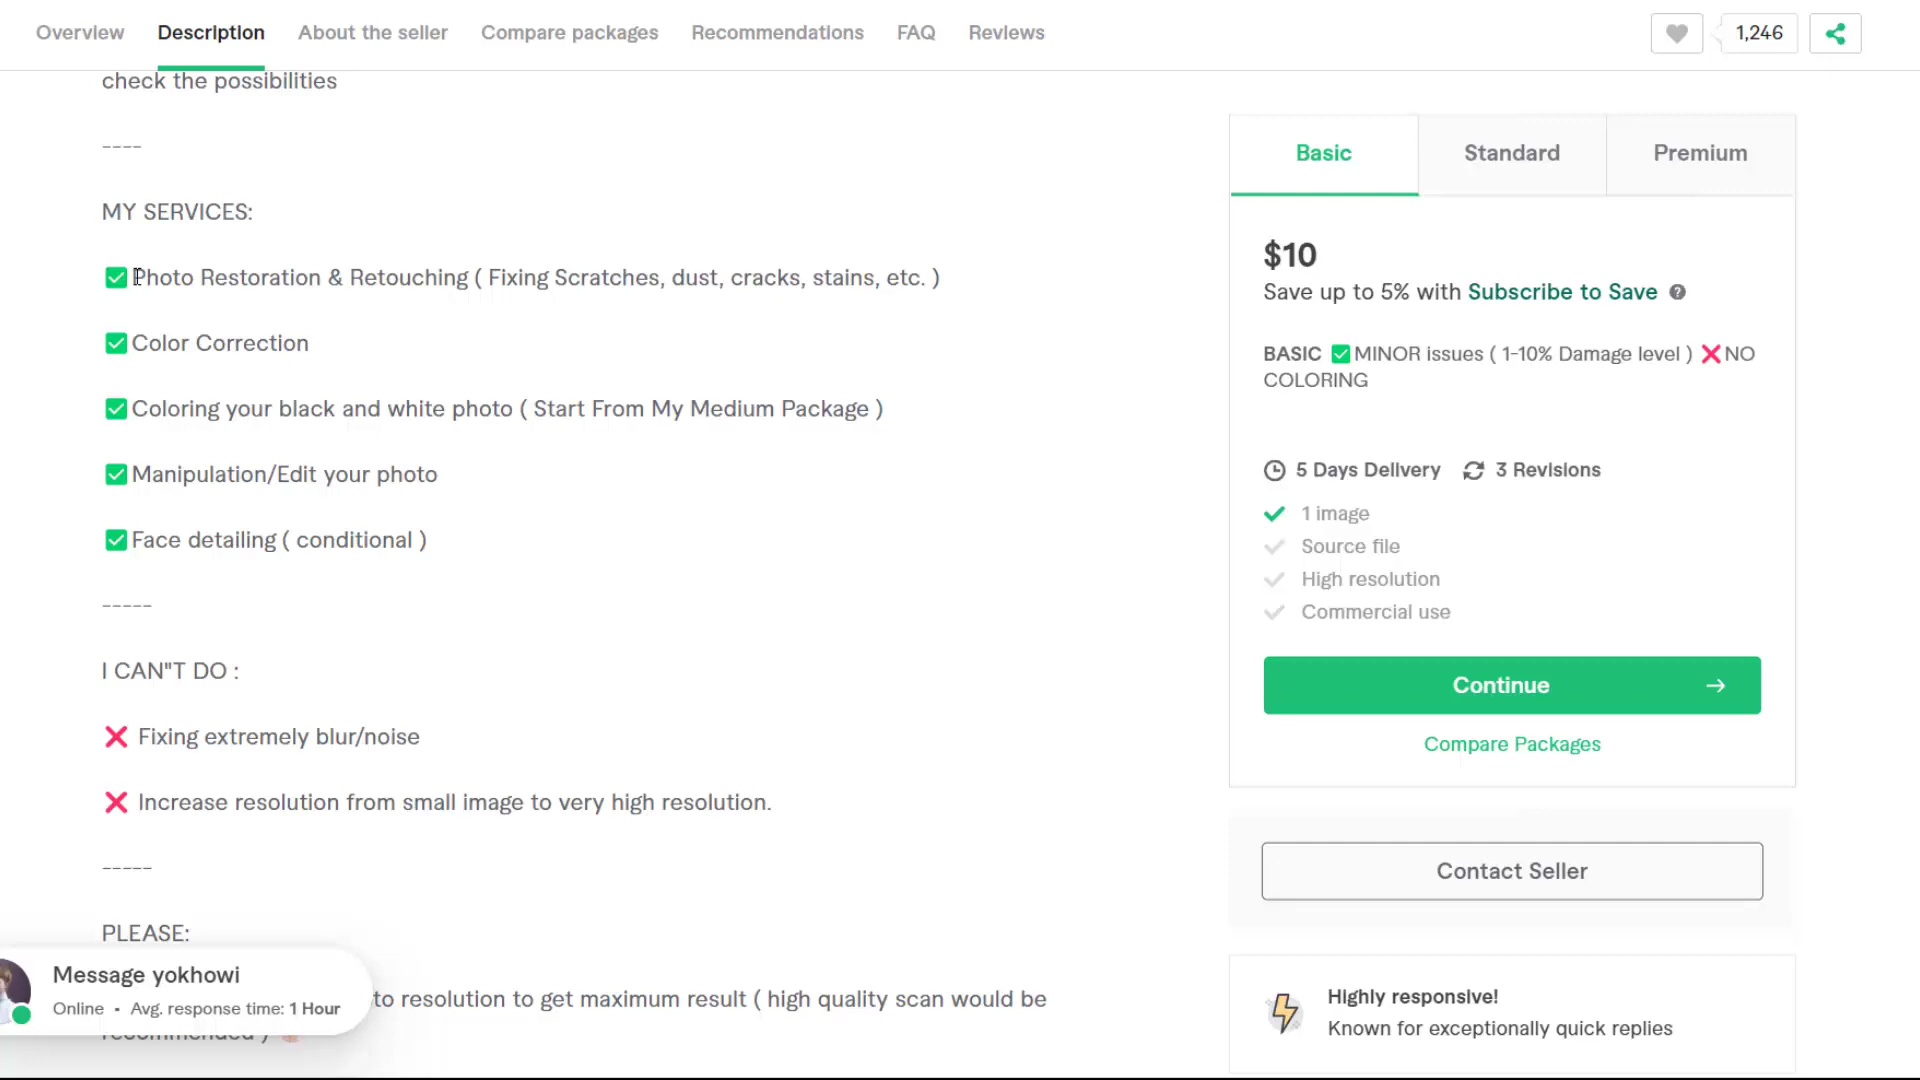 Overview Description About the seller Compare packages Recommendations FAQ Reviews 1,246
check the possibilities
----
MY SERVICES:
✅Photo Restoration & Retouching ( Fixing Scratches, dust, cracks, stains, etc. )
✅Color Correction
✅Coloring your black and white photo ( Start From My Medium Package )
✅Manipulation/Edit your photo
✅Face detailing ( conditional )
-----
I CAN"T DO :
❌ Fixing extremely blur/noise
❌ Increase resolution from small image to very high resolution.
-----
PLEASE:
to resolution to get maximum result ( high quality scan would be
recommended )
Message yokhowi
Online • Avg. response time: 1 Hour
Basic Standard Premium
$10
Save up to 5% with Subscribe to Save
BASIC ✅MINOR issues ( 1-10% Damage level ) ❌NO
COLORING
5 Days Delivery 3 Revisions
1 image
Source file
High resolution
Commercial use
Continue →
Compare Packages
Contact Seller
Highly responsive!
Known for exceptionally quick replies